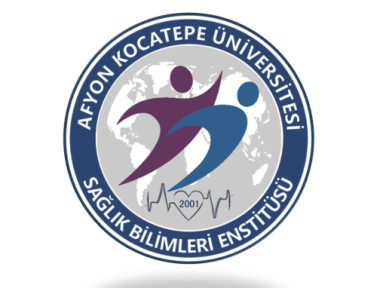 AFYON KOCATEPE ÜNİVERSİTESİ
2001
SAĞLIK BİLİMLERİ ENSTİTÜSÜ